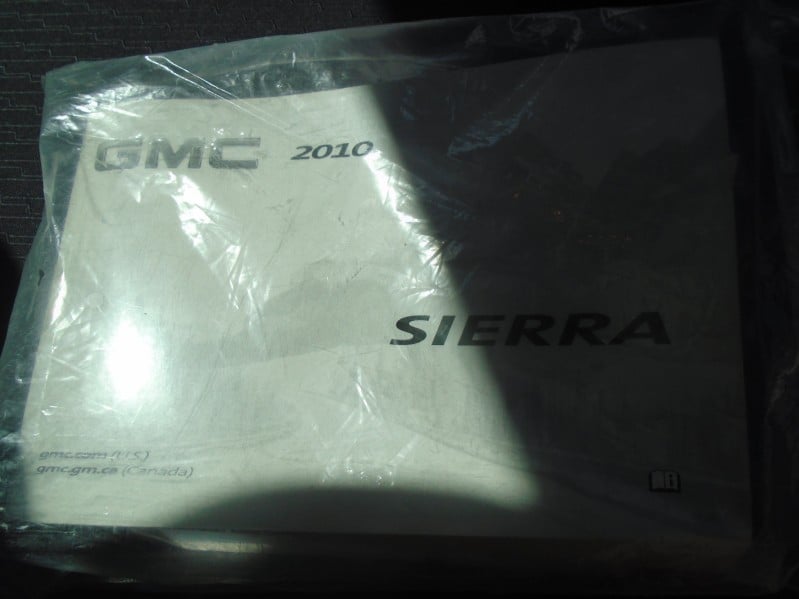 GMC 2010
SIERRA
gmc.com (U.S)
gmc.gm.ca (Canada)